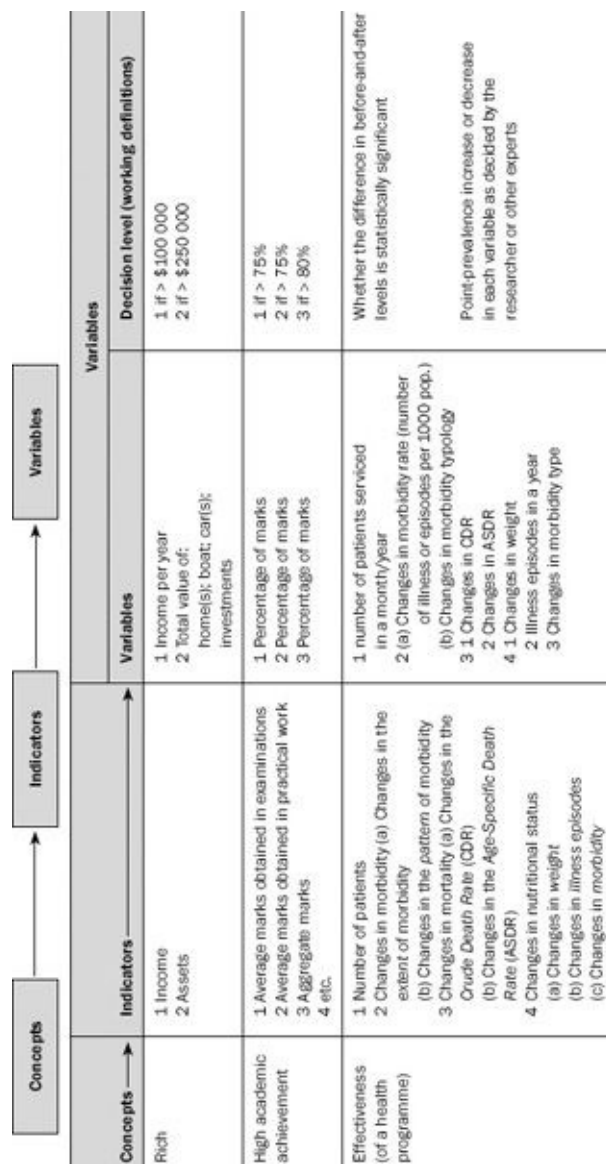 Concepts
Indicators
Variables
Variables
Concepts
Indicators
Variables
Decision level (working definitions)
Rich
1 Income
2 Assets
1 Income per year
2 Total value of:
home(s); boat; car(s);
investments
1 if > $100 000
2 if > $250 000
High academic
achievement
1 Average marks obtained in examinations
2 Average marks obtained in practical work
3 Aggregate marks
4 etc.
1 Percentage of marks
2 Percentage of marks
3 Percentage of marks
1 if > 75%
2 if > 75%
3 if > 80%
Effectiveness
(of a health
programme)
1 Number of patients
2 Changes in morbidity (a) Changes in the
extent of morbidity
(b) Changes in the pattern of morbidity
3 Changes in mortality (a) Changes in the
Crude Death Rate (CDR)
(b) Changes in the Age-Specific Death
Rate (ASDR)
4 Changes in nutritional status
(a) Changes in weight
(b) Changes in illness episodes
(c) Changes in morbidity
1 number of patients serviced
in a month/year
2 (a) Changes in morbidity rate (number
of illness or episodes per 1000 pop.)
(b) Changes in morbidity typology
3 1 Changes in CDR
2 Changes in ASDR
4 1 Changes in weight
2 Illness episodes in a year
3 Changes in morbidity type
Whether the difference in before-and-after
levels is statistically significant
Point-prevalence increase or decrease
in each variable as decided by the
researcher or other experts